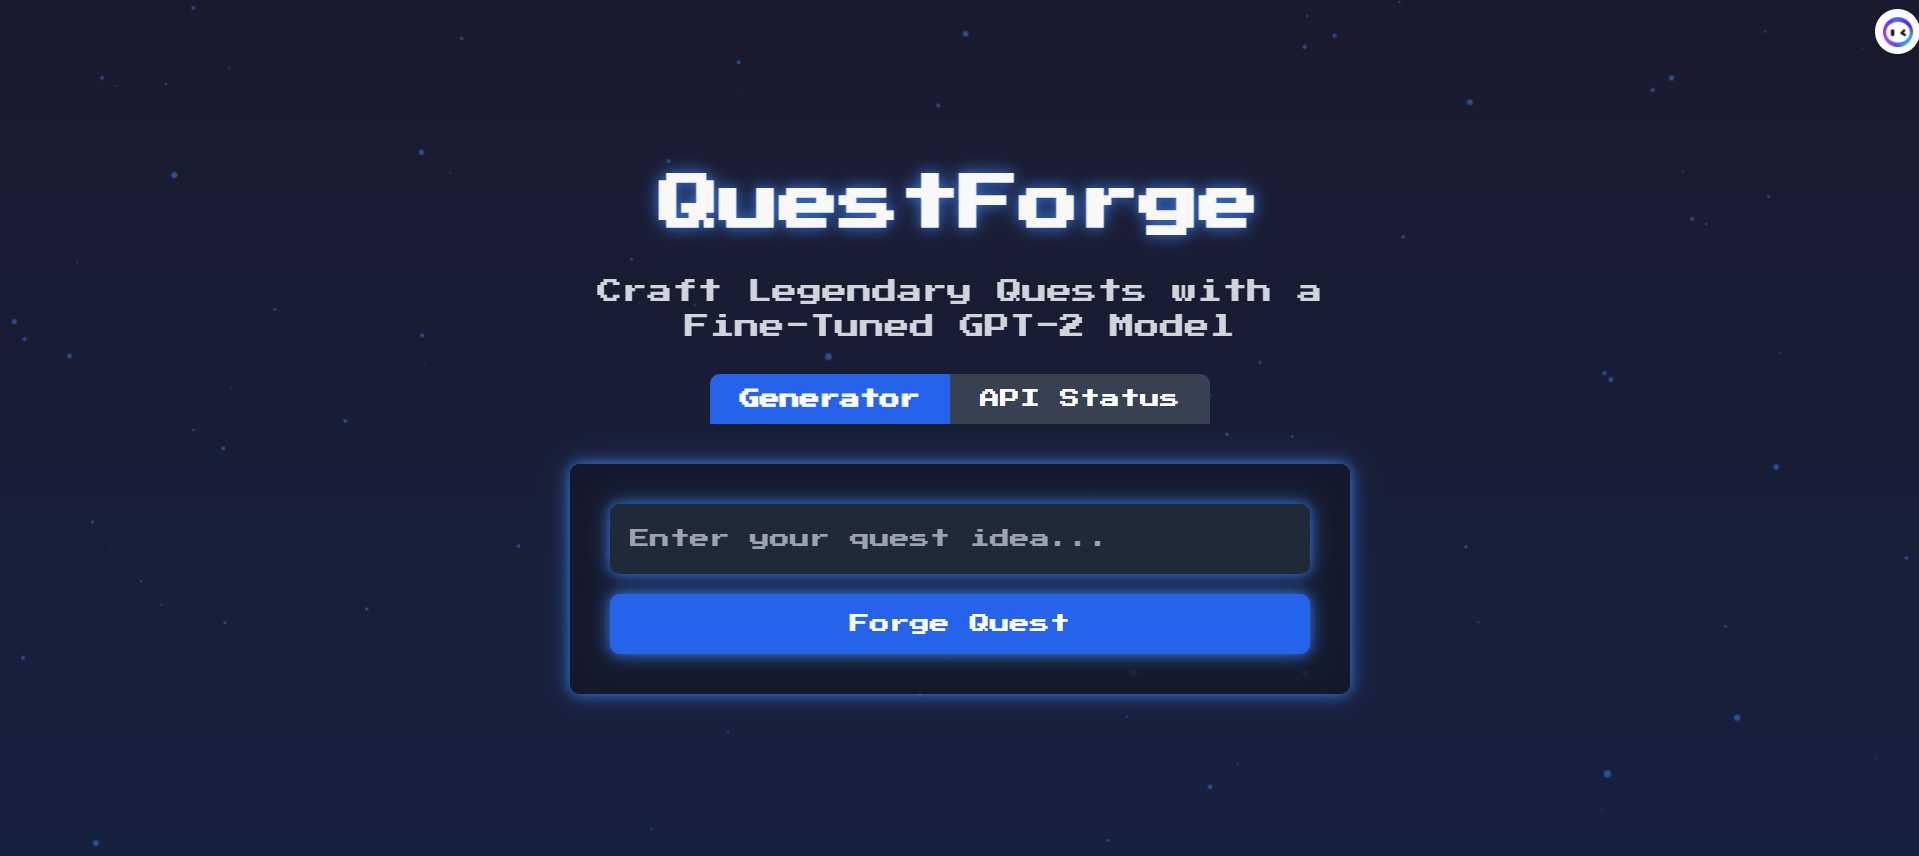 QuestForge
Craft Legendary Quests with a
Fine-Tuned GPT-2 Model
Generator
API Status
Enter your quest idea...
Forge Quest